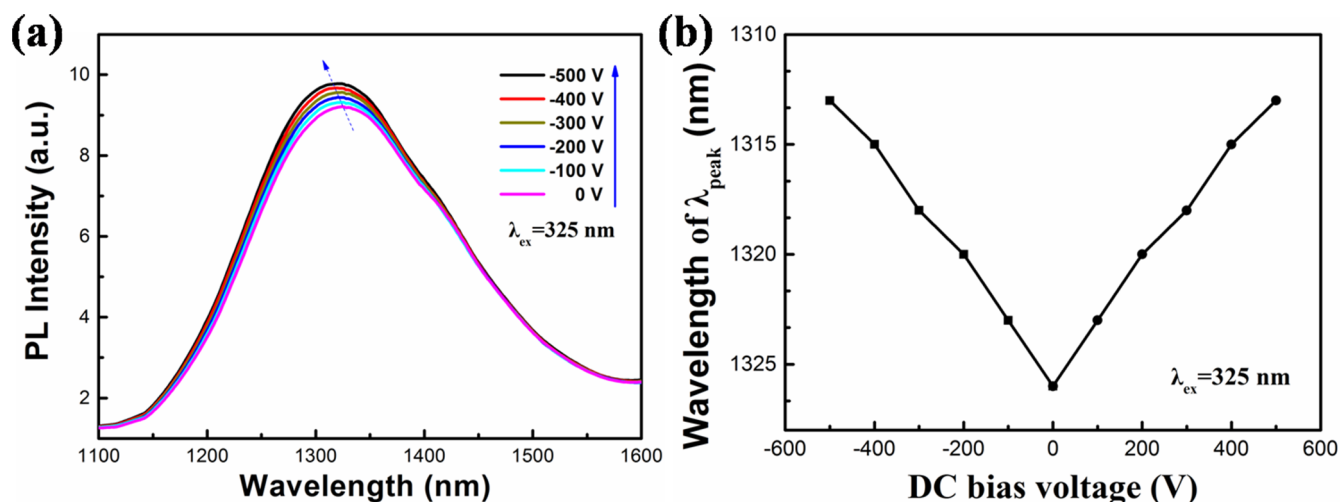 (a)
PL Intensity (a.u.)
10
8
6
4
2
-500 V
-400 V
-300 V
-200 V
-100 V
0 V
λex=325 nm
1100 1200 1300 1400 1500 1600
Wavelength (nm)
(b)
Wavelength of λpeak (nm)
1310
1315
1320
1325
λex=325 nm
-600 -400 -200 0 200 400 600
DC bias voltage (V)